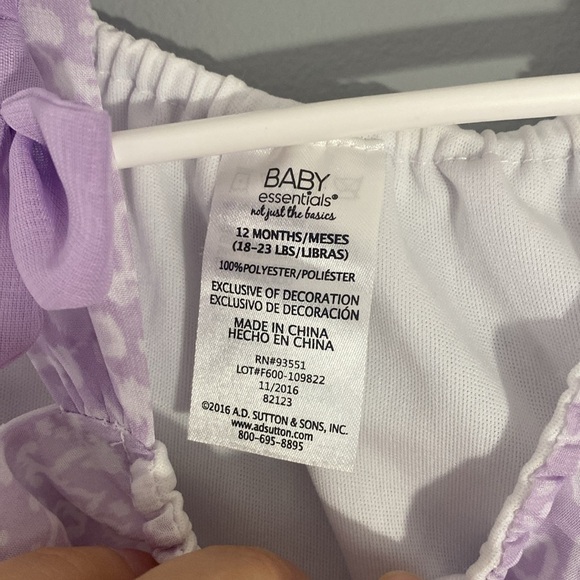 BABY
essentials®
not just the basics
12 MONTHS/MESES
(18-23 LBS/LIBRAS)
100%POLYESTER/POLIÉSTER
EXCLUSIVE OF DECORATION
EXCLUSIVO DE DECORACIÓN
MADE IN CHINA
HECHO EN CHINA
RN#93551
LOT#F600-109822
11/2016
82123
©2016 A.D. SUTTON & SONS, INC.
www.adsutton.com
800-695-8895